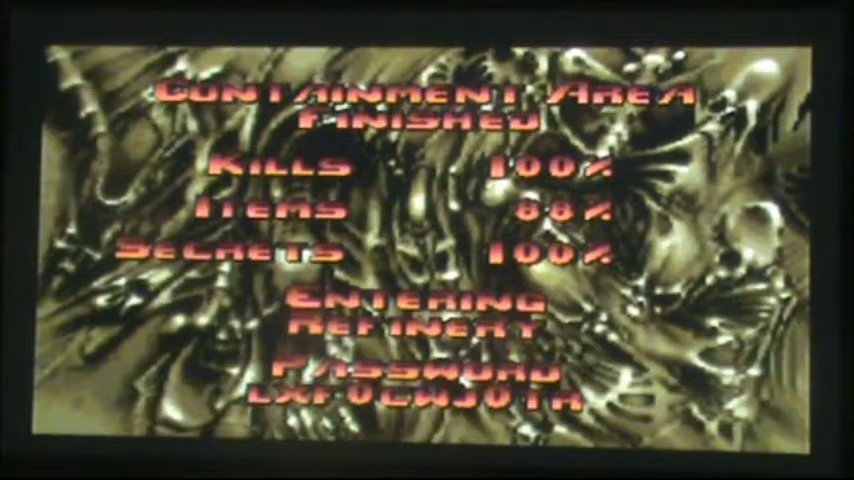 Containment Area
Finished
Kills 100%
Items 88%
Secrets 100%
Entering
Refinery
Password